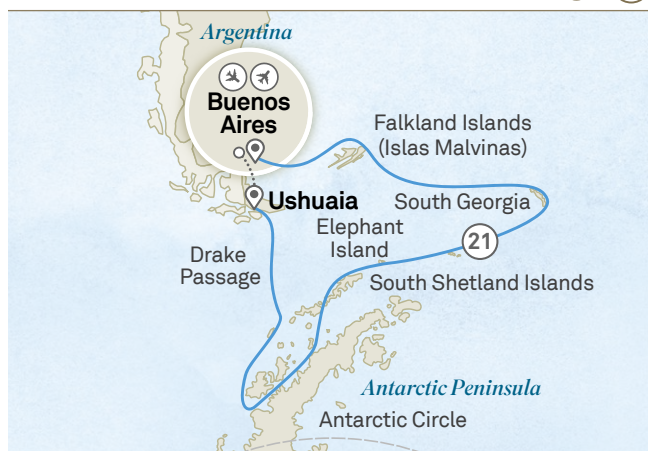 Argentina
Buenos
Aires
Falkland Islands
(Islas Malvinas)
Ushuaia
South Georgia
Elephant
Island
21
Drake
Passage
South Shetland Islands
Antarctic Peninsula
Antarctic Circle